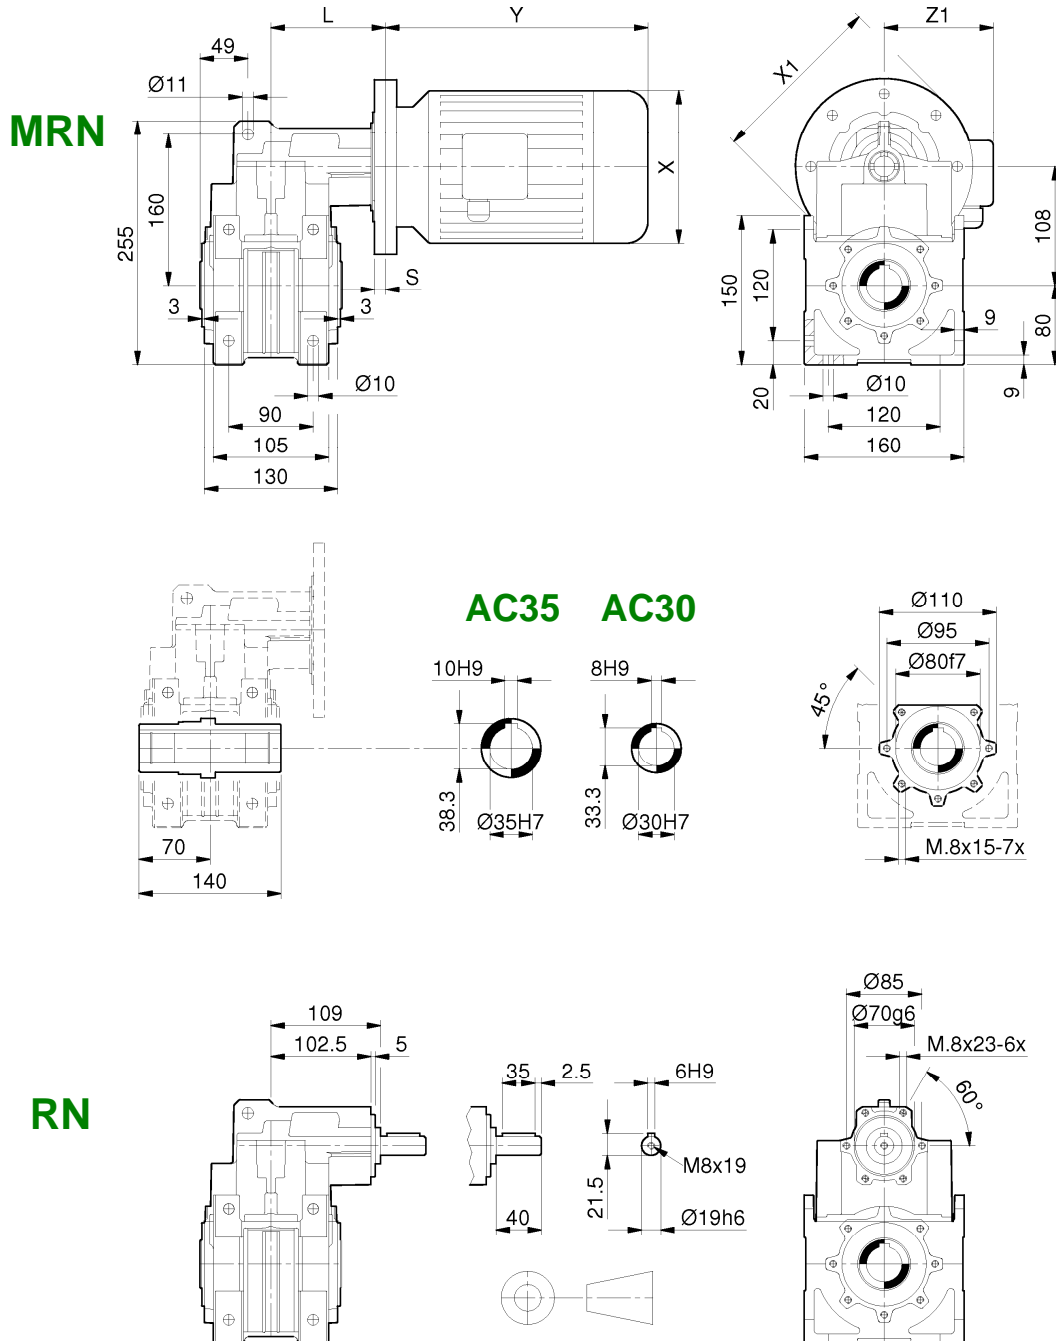 L
Y
Z1
49
X1
Ø11
MRN
X
160
255
108
S
150
120
3
3
9
80
Ø10
20
Ø10
9
90
120
105
160
130
AC35
AC30
Ø110
Ø95
10H9
8H9
Ø80f7
45°
38.3
33.3
Ø35H7
Ø30H7
70
M.8x15-7x
140
Ø85
109
Ø70g6
102.5
5
M.8x23-6x
35
2.5
6H9
60°
RN
M8x19
21.5
40
Ø19h6